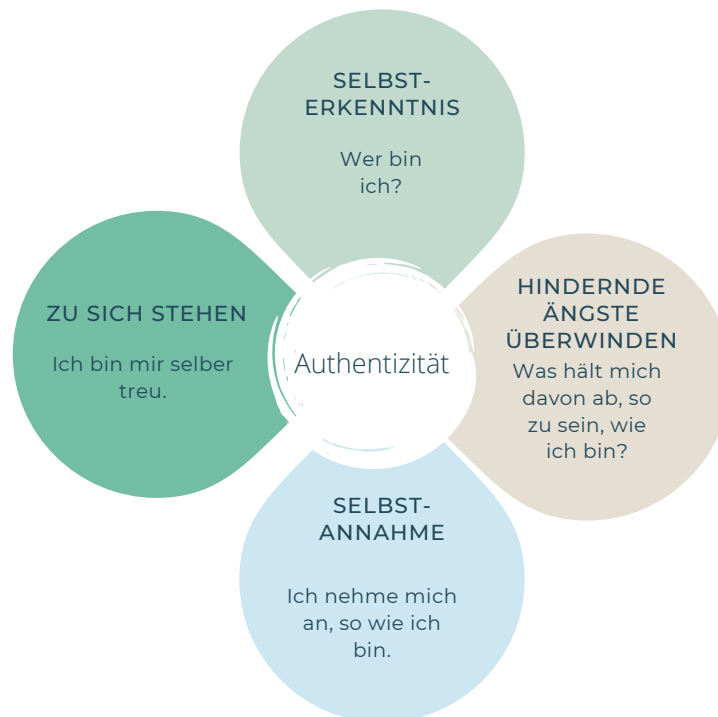 SELBST-
ERKENNTNIS
Wer bin
ich?
ZU SICH STEHEN
Ich bin mir selber
treu.
Authentizität
HINDERNDE
ÄNGSTE
ÜBERWINDEN
Was hält mich
davon ab, so
zu sein, wie
ich bin?
SELBST-
ANNAHME
Ich nehme mich
an, so wie ich
bin.